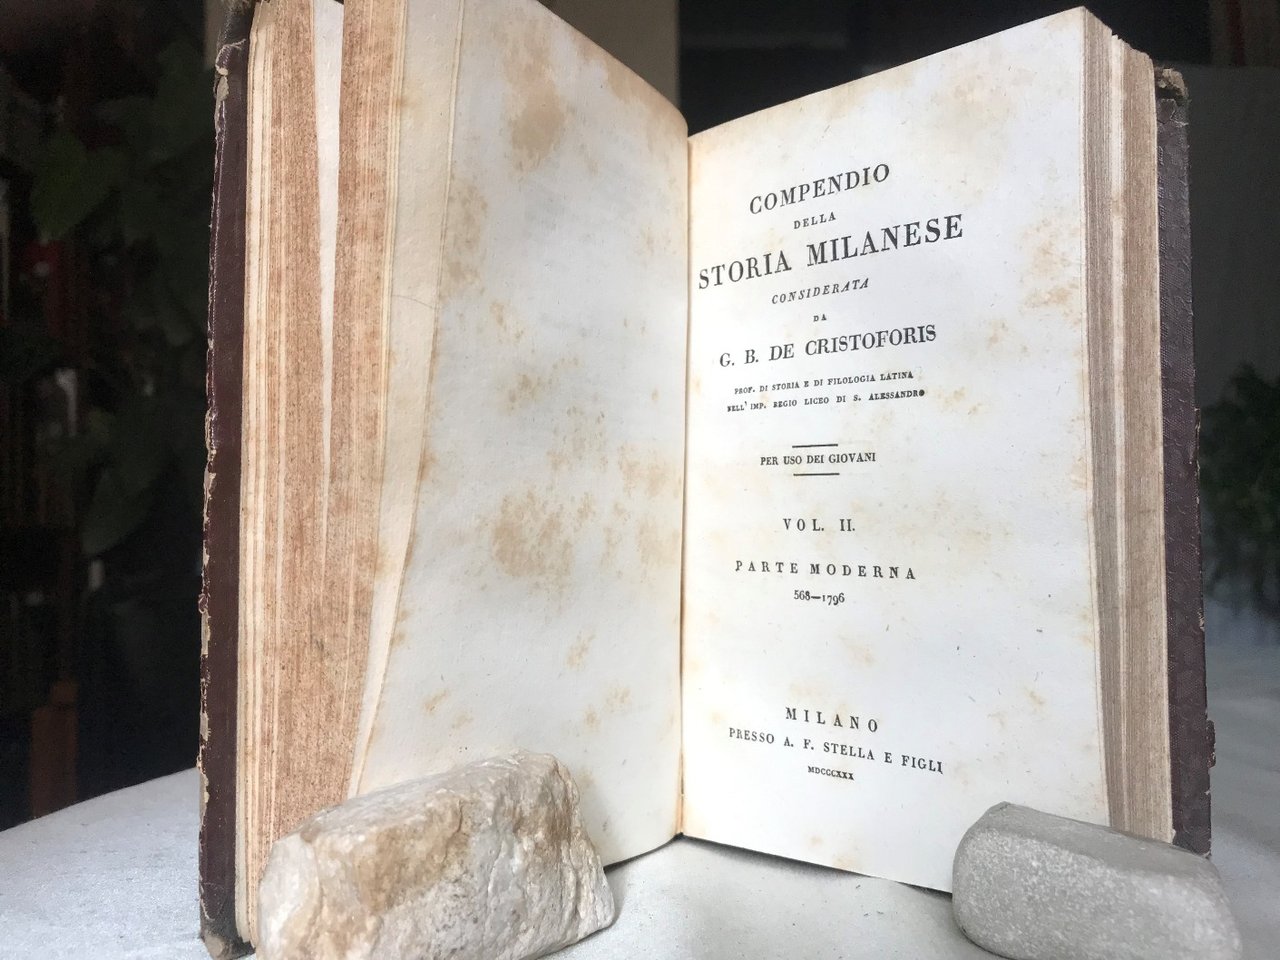 COMPENDIO
DELLA
STORIA MILANESE
CONSIDERATA
DA
G. B. DE CRISTOFORIS
PROF. DI STORIA E DI FILOLOGIA LATINA
NELL' IMP. REGIO LICEO DI S. ALESSANDRO
PER USO DEI GIOVANI
VOL. II.
PARTE MODERNA
568—1796
MILANO
PRESSO A. F. STELLA E FIGLI
MDCCCXXX